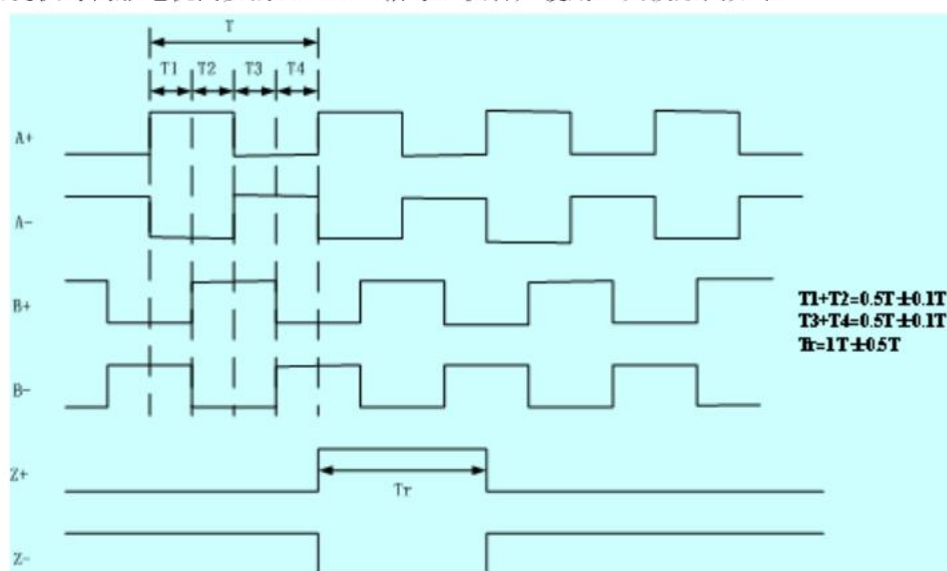 T
T1 T2 T3 T4
A+
A-
B+
T1+T2=0.5T±0.1T
T3+T4=0.5T±0.1T
Tr=1T±0.5T
B-
Z+
Tr
Z-